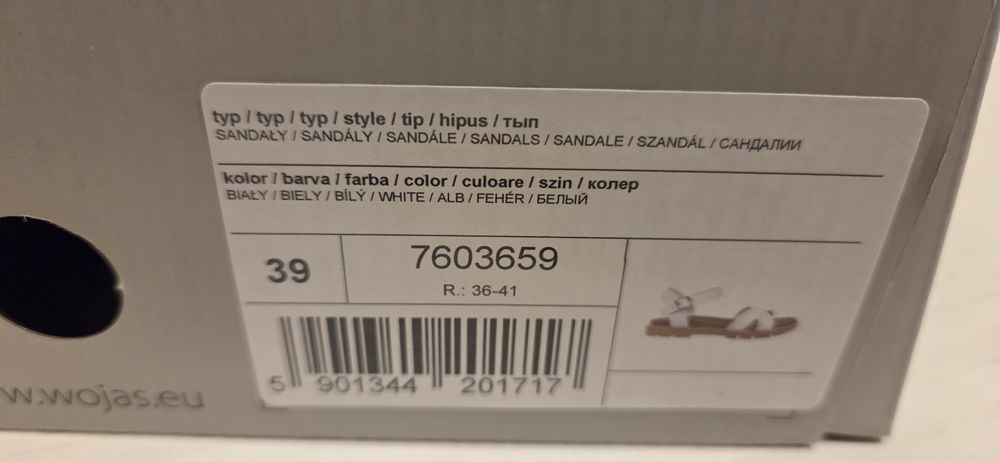 typ / typ / typ / style / tip / hipus / тып
SANDAŁY / SANDÁLY / SANDÁLE / SANDALS / SANDALE / SZANDÁL / САНДАЛИИ
kolor / barva / farba / color / culoare / szin / колер
BIAŁY / BIELY / BÍLÝ / WHITE / ALB / FEHÉR / БЕЛЫЙ
39
7603659
R.: 36-41
5 901344 201717
w.wojas.eu